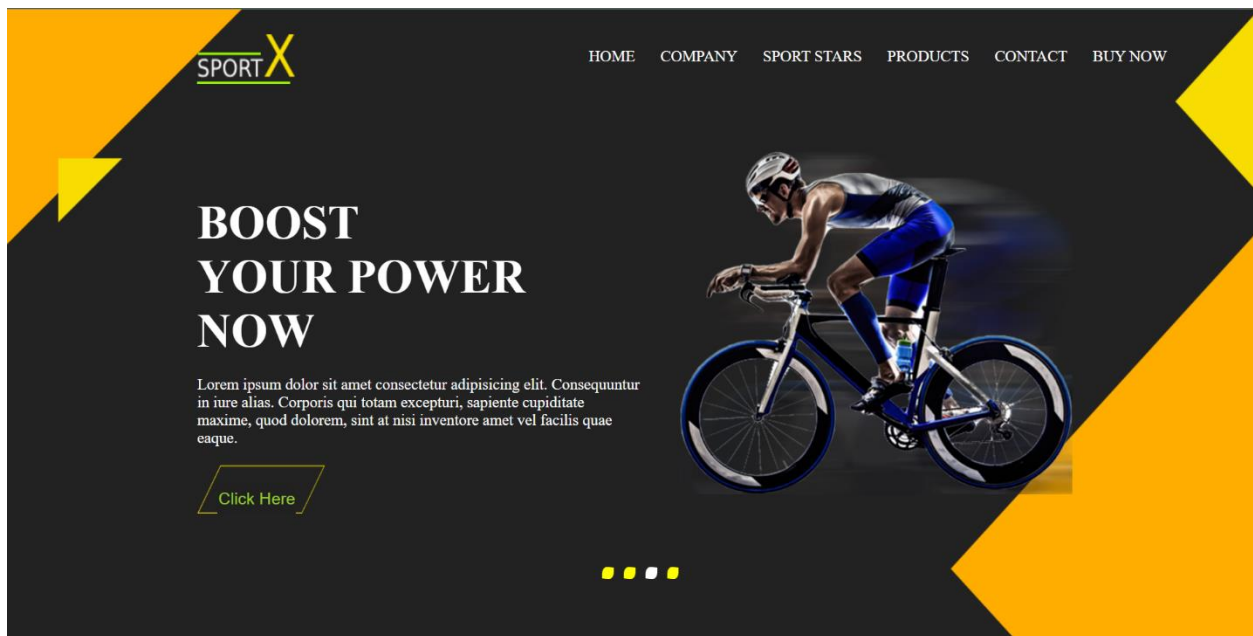 SPORT X
HOME COMPANY SPORT STARS PRODUCTS CONTACT BUY NOW
BOOST
YOUR POWER
NOW
Lorem ipsum dolor sit amet consectetur adipisicing elit. Consequuntur
in iure alias. Corporis qui totam excepturi, sapiente cupiditate
maxime, quod dolorem, sint at nisi inventore amet vel facilis quae
eaque.
Click Here